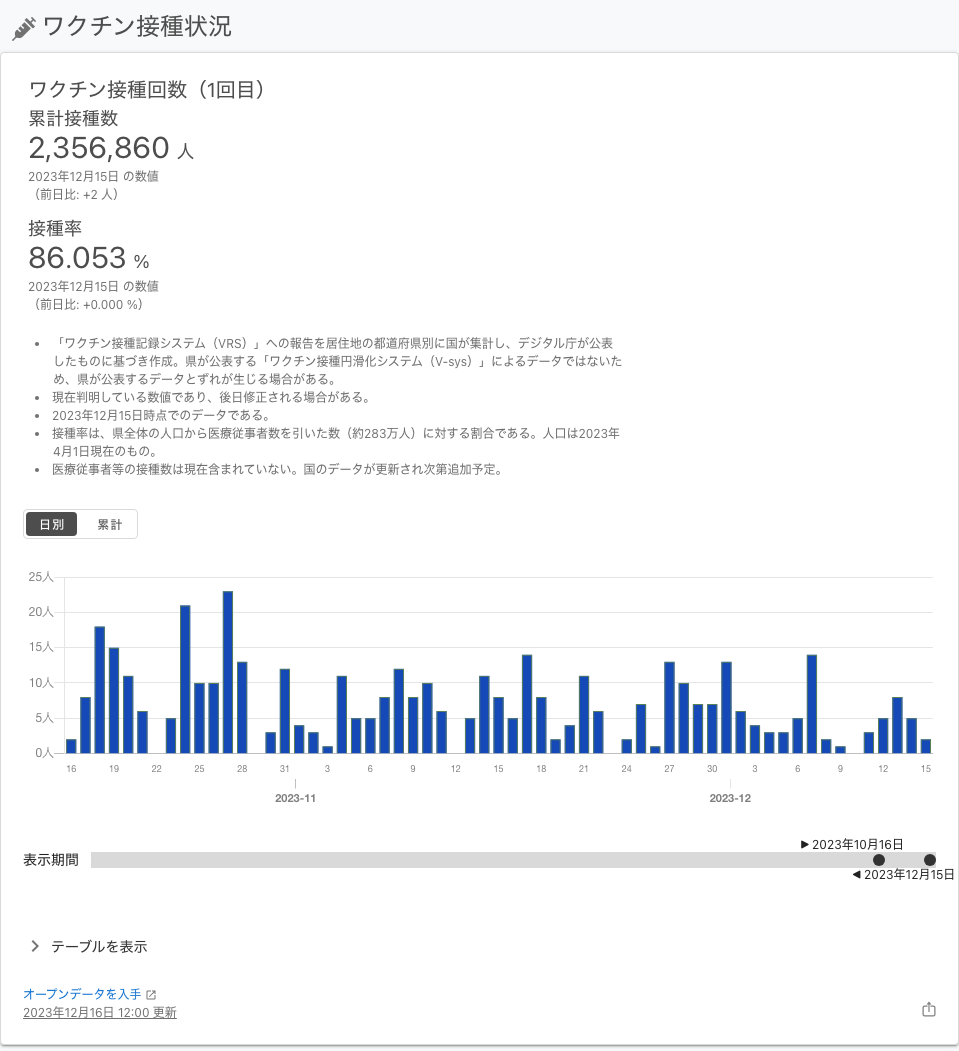 ワクチン接種状況
ワクチン接種回数（1回目）
累計接種数
2,356,860 人
2023年12月15日 の数値
（前日比: +2 人）
接種率
86.053 %
2023年12月15日 の数値
（前日比: +0.000 %）
• 「ワクチン接種記録システム（VRS）」への報告を居住地の都道府県別に国が集計し、デジタル庁が公表
したものに基づき作成。県が公表する「ワクチン接種円滑化システム（V-sys）」によるデータではないた
め、県が公表するデータとずれが生じる場合がある。
• 現在判明している数値であり、後日修正される場合がある。
• 2023年12月15日時点でのデータである。
• 接種率は、県全体の人口から医療従事者数を引いた数（約283万人）に対する割合である。人口は2023年
4月1日現在のもの。
• 医療従事者等の接種数は現在含まれていない。国のデータが更新され次第追加予定。
日別 累計
25人
20人
15人
10人
5人
0人
16 19 22 25 28 31 3 6 9 12 15 18 21 24 27 30 3 6 9 12 15
2023-11 2023-12
▶ 2023年10月16日
表示期間
◀ 2023年12月15日
テーブルを表示
オープンデータを入手
2023年12月16日 12:00 更新